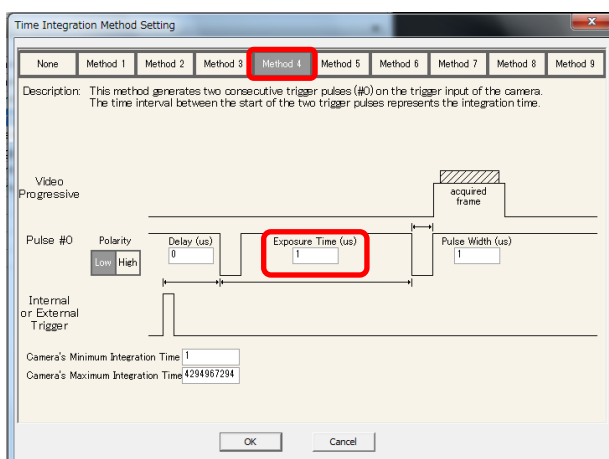 Time Integration Method Setting
None Method 1 Method 2 Method 3 Method 4 Method 5 Method 6 Method 7 Method 8 Method 9
Description: This method generates two consecutive trigger pulses (#0) on the trigger input of the camera.
The time interval between the start of the two trigger pulses represents the integration time.
Video
Progressive
acquired
frame
Pulse #0 Polarity Delay (us) Exposure Time (us) Pulse Width (us)
Low High 0 1 1
Internal
or External
Trigger
Camera's Minimum Integration Time 1
Camera's Maximum Integration Time 4294967294
OK Cancel